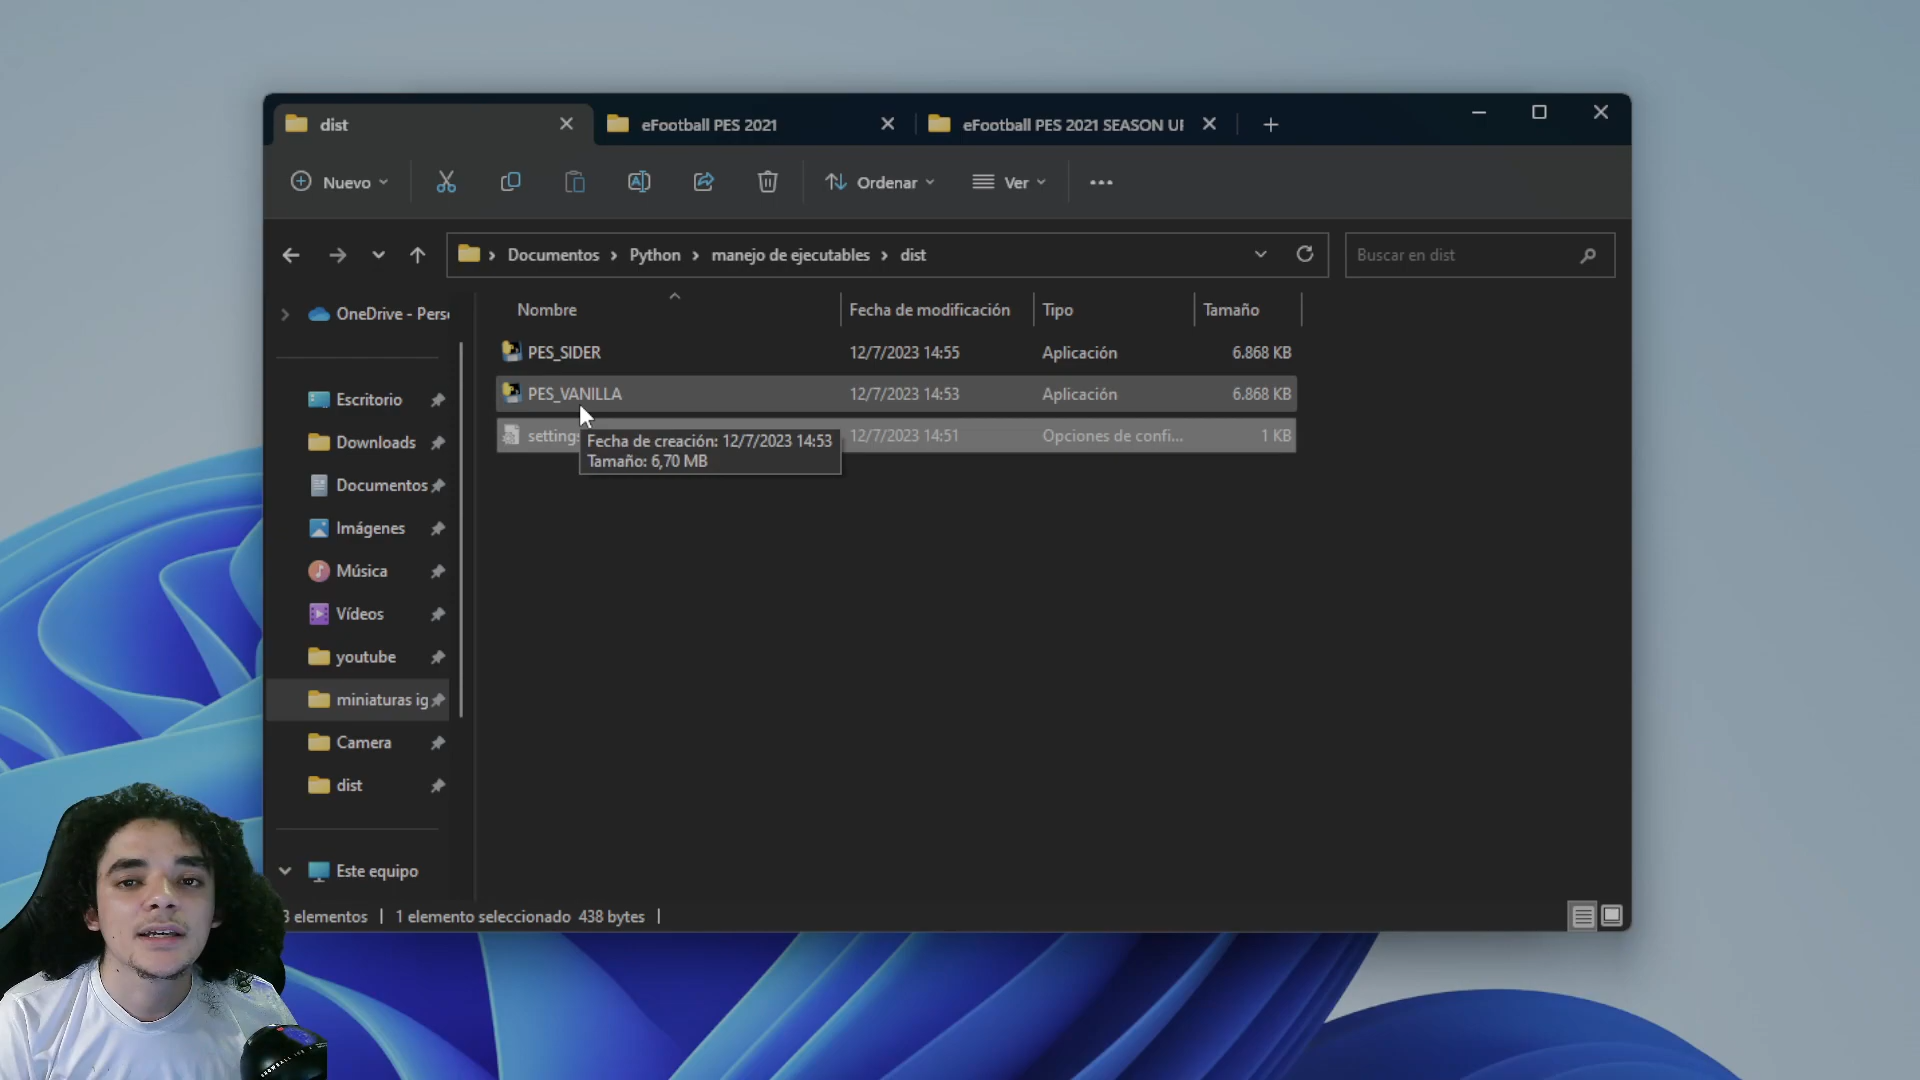 dist
eFootball PES 2021
eFootball PES 2021 SEASON UI
Nuevo
Ordenar
Ver
Documentos > Python > manejo de ejecutables > dist
Buscar en dist
Nombre
Fecha de modificación
Tipo
Tamaño
PES_SIDER 12/7/2023 14:55 Aplicación 6.868 KB
PES_VANILLA 12/7/2023 14:53 Aplicación 6.868 KB
settings 12/7/2023 14:51 Opciones de confi... 1 KB
Fecha de creación: 12/7/2023 14:53
Tamaño: 6,70 MB
OneDrive - Perso
Escritorio
Downloads
Documentos
Imágenes
Música
Vídeos
youtube
miniaturas ig
Camera
dist
Este equipo
3 elementos | 1 elemento seleccionado 438 bytes |